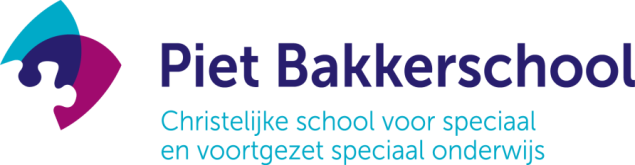 Piet Bakkerschool
Christelijke school voor speciaal
en voortgezet speciaal onderwijs